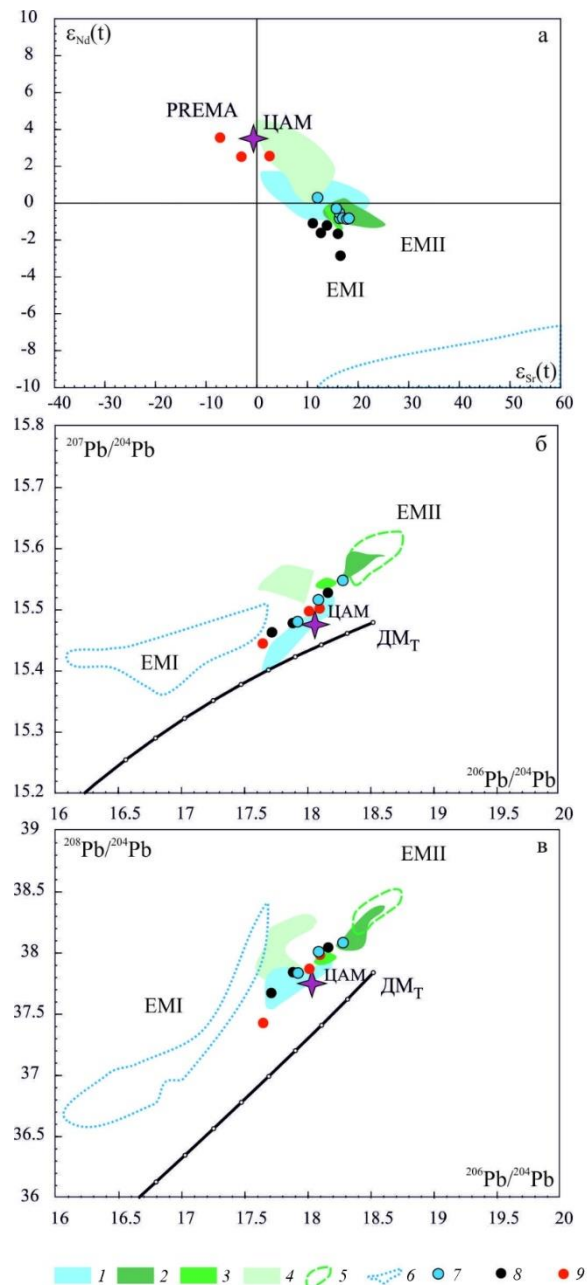 10
εNd(t)
а
8
6
PREMA
ЦАМ
4
2
0
-2
EMII
-4
EMI
-6
-8
εSr(t)
-10
-40 -30 -20 -10 0 10 20 30 40 50 60
15.8
²⁰⁷Pb/²⁰⁴Pb
б
15.7
EMII
15.6
15.5
ЦАМ
ДМТ
EMI
15.4
15.3
²⁰⁶Pb/²⁰⁴Pb
15.2
16 16.5 17 17.5 18 18.5 19 19.5 20
39
²⁰⁸Pb/²⁰⁴Pb
в
EMII
38.5
38
ЦАМ
ДМТ
EMI
37.5
37
36.5
²⁰⁶Pb/²⁰⁴Pb
36
16 16.5 17 17.5 18 18.5 19 19.5 20
1 2 3 4 5 6 7 8 9